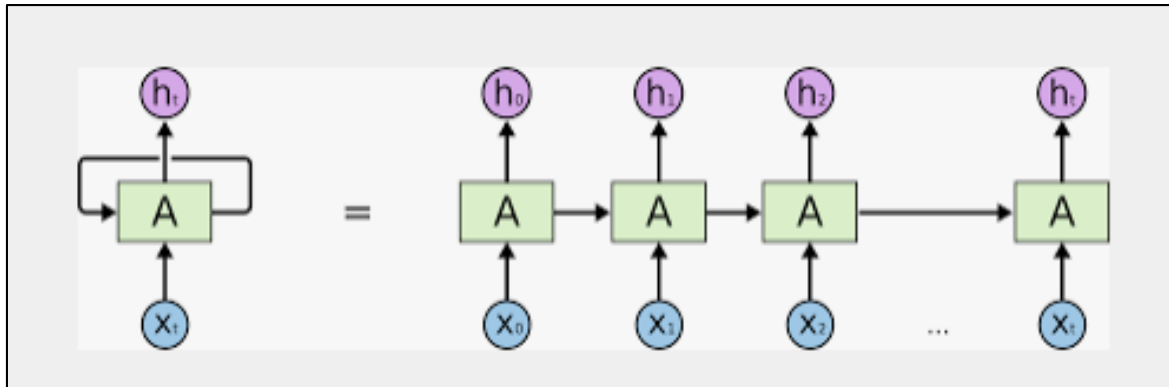 hₜ h₀ h₁ h₂ hₜ
A = A A A A
xₜ x₀ x₁ x₂ ... xₜ